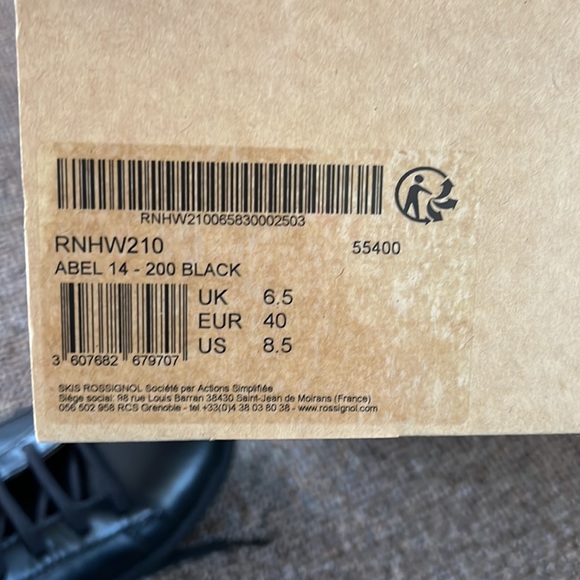 RNHW210065830002503
RNHW210 55400
ABEL 14 - 200 BLACK
UK 6.5
EUR 40
US 8.5
3 607682 679707
SKIS ROSSIGNOL Société par Actions Simplifiée
Siège social: 98 rue Louis Barran 38430 Saint-Jean de Moirans (France)
056 502 958 RCS Grenoble - tel +33(0)4 38 03 80 38 - www.rossignol.com